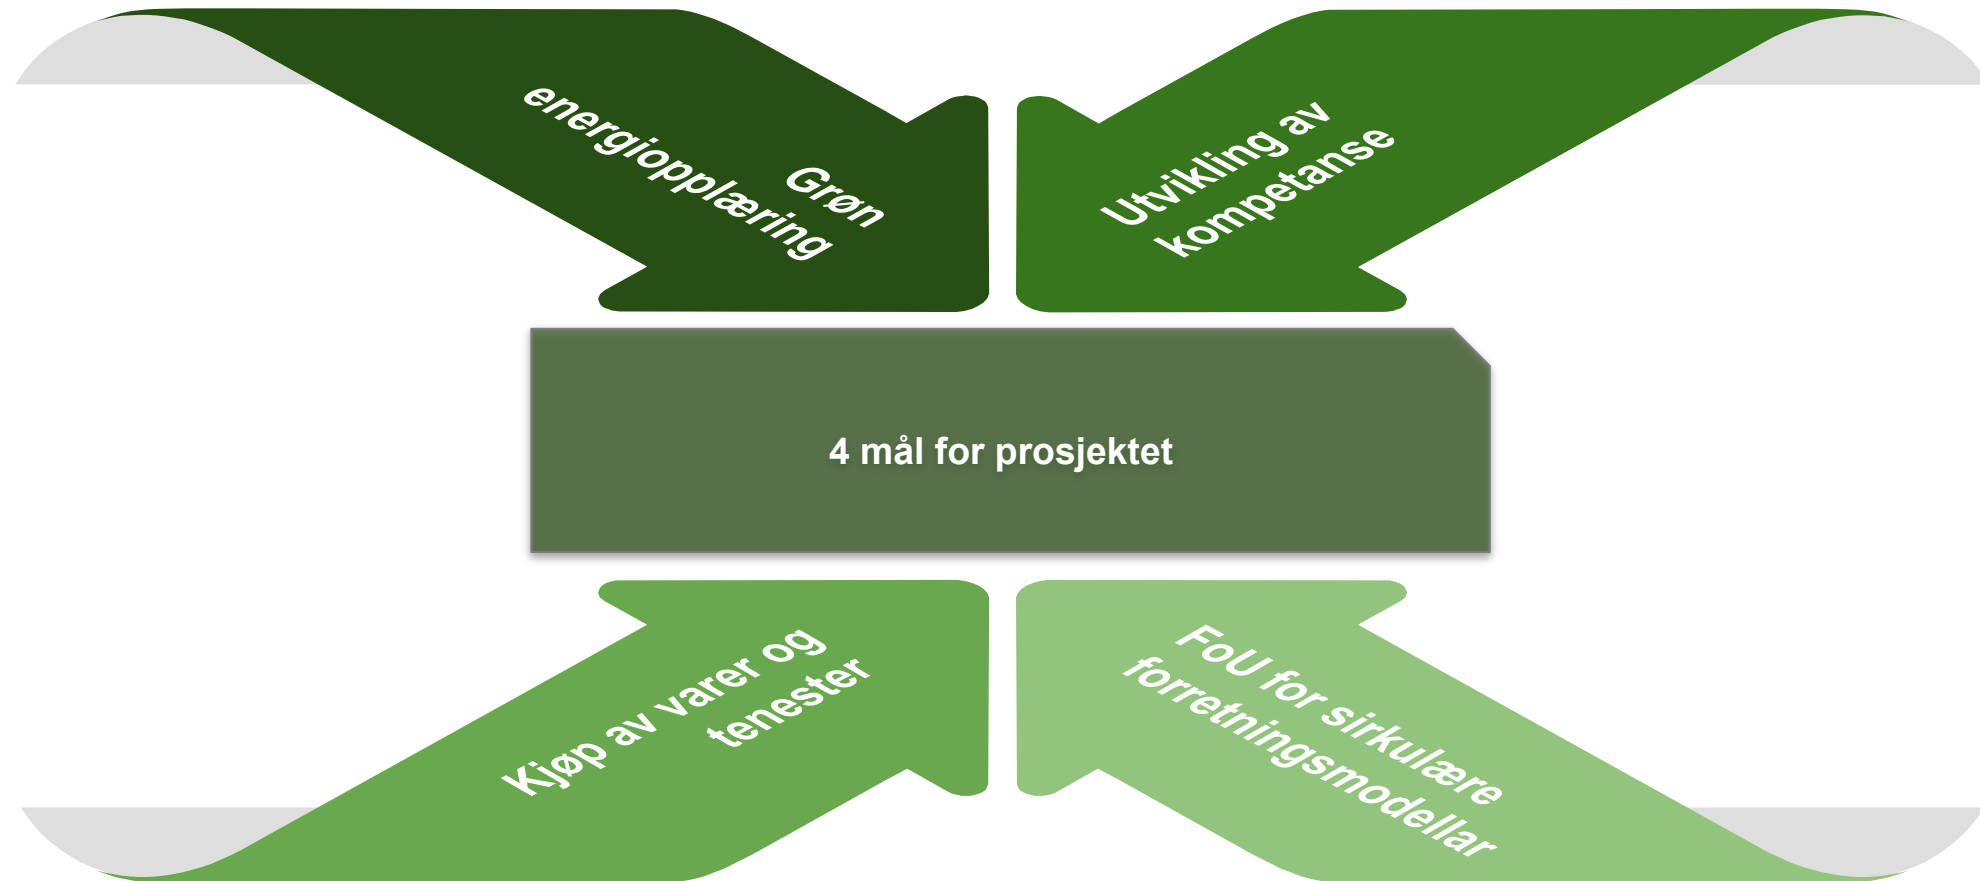 Grøn
energiopplæring
Utvikling av
kompetanse
4 mål for prosjektet
Kjøp av varer og
tenester
FoU for sirkulære
forretningsmodellar